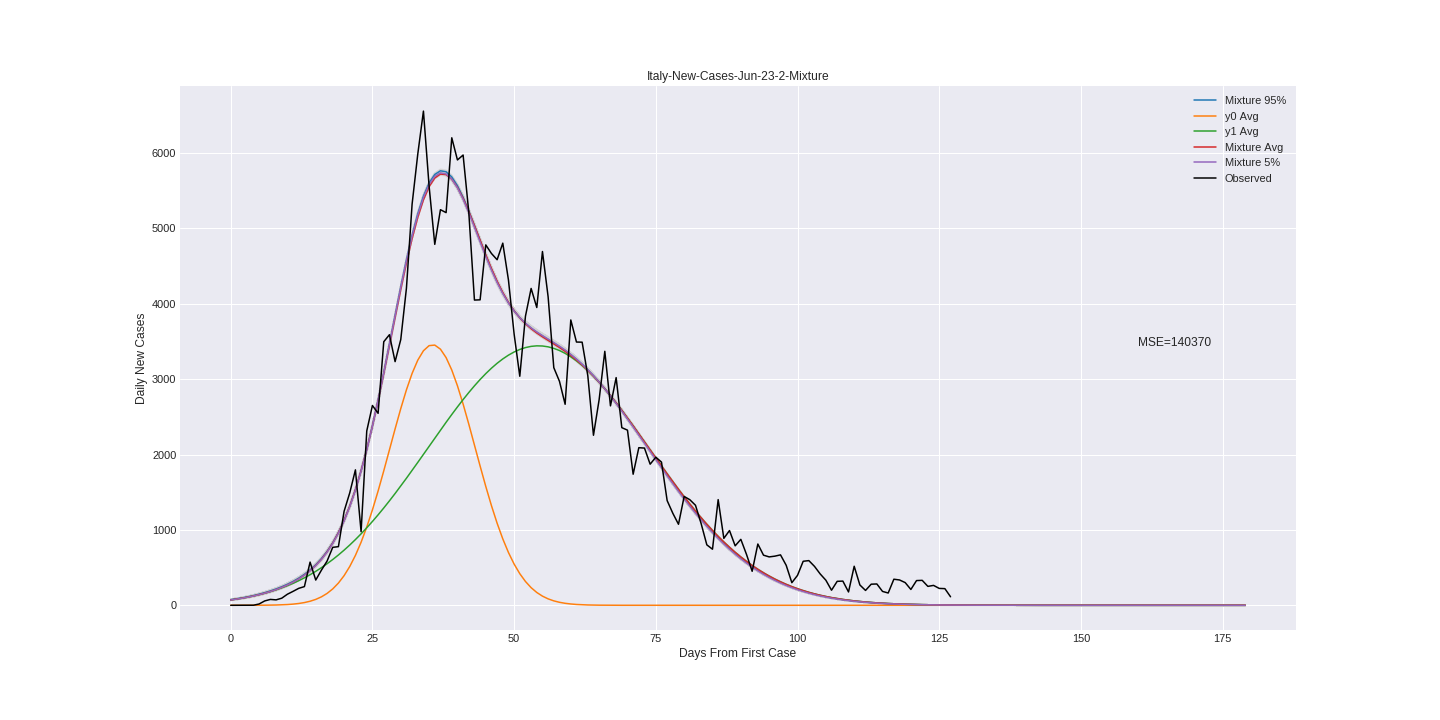 Italy-New-Cases-Jun-23-2-Mixture
Mixture 95%
y0 Avg
y1 Avg
Mixture Avg
Mixture 5%
Observed
MSE=140370
Daily New Cases
6000
5000
4000
3000
2000
1000
0
0 25 50 75 100 125 150 175
Days From First Case